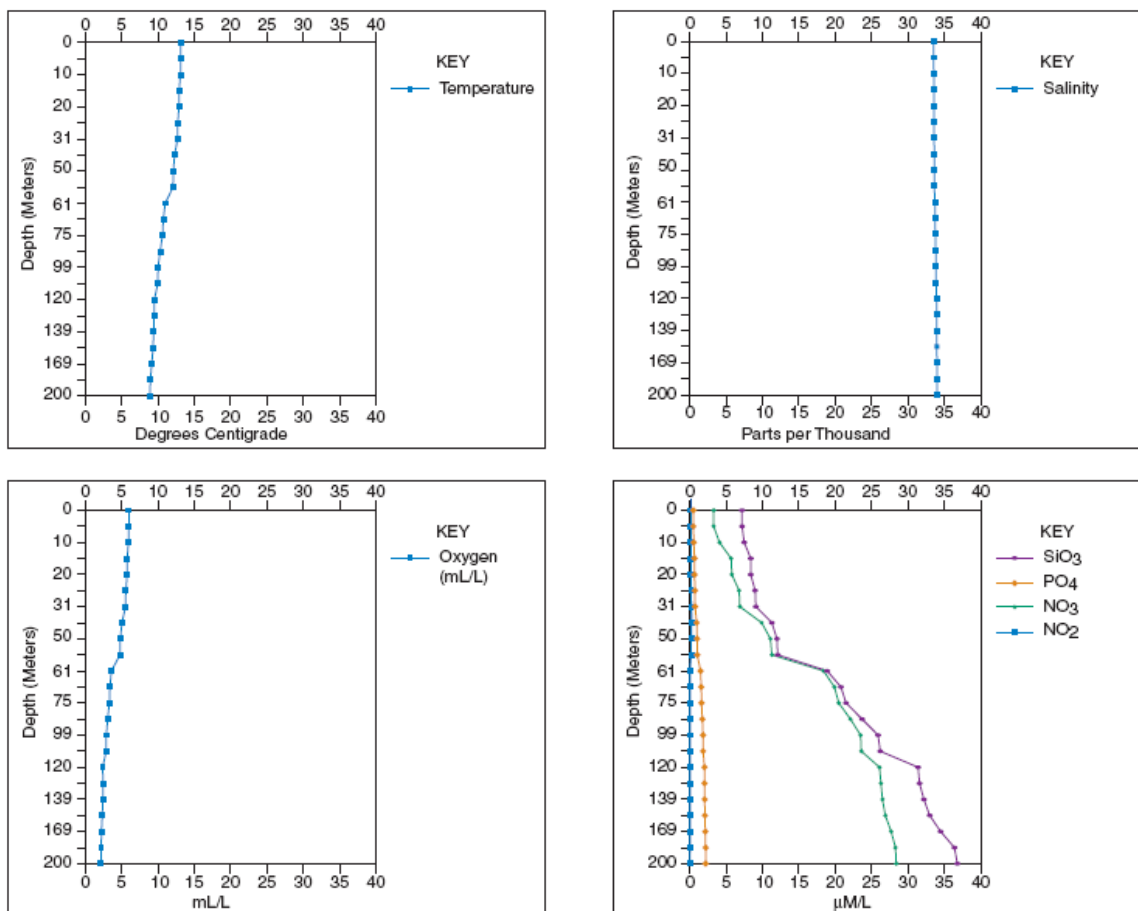 0 5 10 15 20 25 30 35 40
0
10
20
31
50
61
75
99
120
139
169
200
Depth (Meters)
KEY
Temperature
0 5 10 15 20 25 30 35 40
Degrees Centigrade
0 5 10 15 20 25 30 35 40
0
10
20
31
50
61
75
99
120
139
169
200
Depth (Meters)
KEY
Salinity
0 5 10 15 20 25 30 35 40
Parts per Thousand
0 5 10 15 20 25 30 35 40
0
10
20
31
50
61
75
99
120
139
169
200
Depth (Meters)
KEY
Oxygen
(mL/L)
0 5 10 15 20 25 30 35 40
mL/L
0 5 10 15 20 25 30 35 40
0
10
20
31
50
61
75
99
120
139
169
200
Depth (Meters)
KEY
SiO3
PO4
NO3
NO2
0 5 10 15 20 25 30 35 40
μM/L